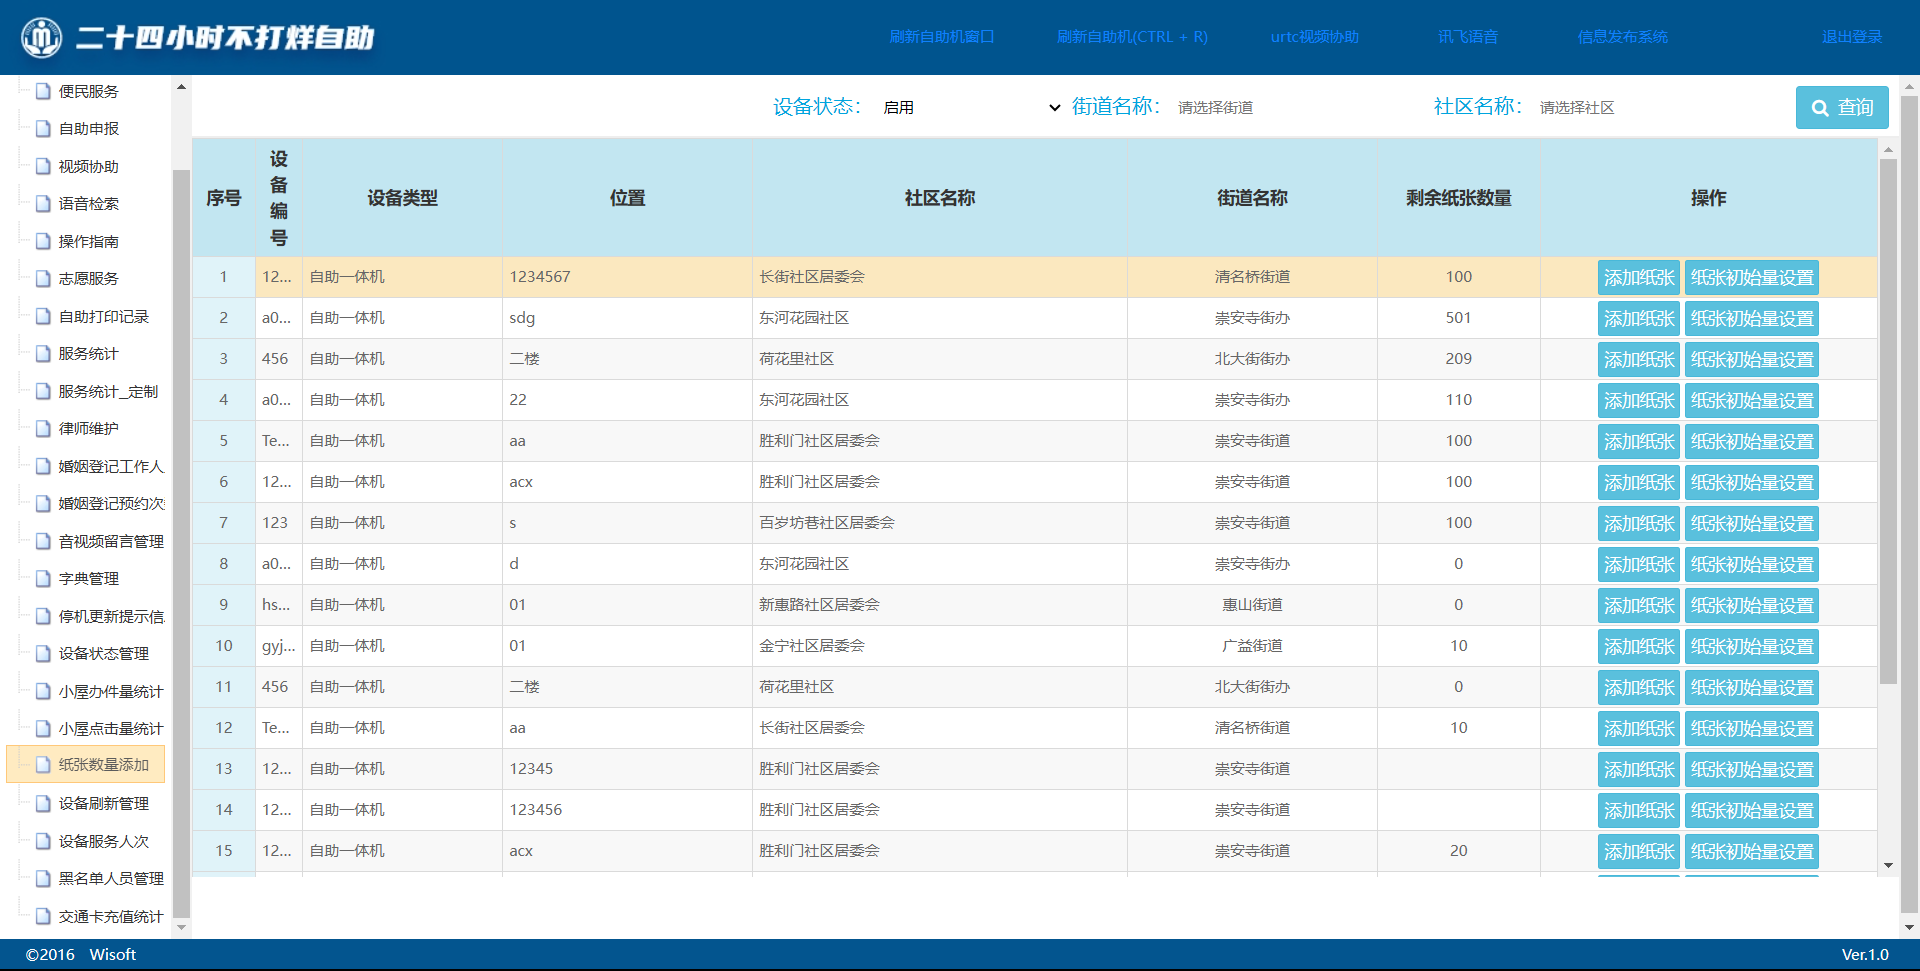 二十四小时不打烊自助
刷新自助机窗口 刷新自助机(CTRL + R) urtc视频协助 讯飞语音 信息发布系统 退出登录
便民服务
自助申报
视频协助
语音检索
操作指南
志愿服务
自助打印记录
服务统计
服务统计_定制
律师维护
婚姻登记工作人
婚姻登记预约次
音视频留言管理
字典管理
停机更新提示信
设备状态管理
小屋办件量统计
小屋点击量统计
纸张数量添加
设备刷新管理
设备服务人次
黑名单人员管理
交通卡充值统计
设备状态： 启用 街道名称： 请选择街道 社区名称： 请选择社区 查询
序号 设备编号 设备类型 位置 社区名称 街道名称 剩余纸张数量 操作
1 12... 自助一体机 1234567 长街社区居委会 清名桥街道 100 添加纸张 纸张初始量设置
2 a0... 自助一体机 sdg 东河花园社区 崇安寺街办 501 添加纸张 纸张初始量设置
3 456 自助一体机 二楼 荷花里社区 北大街街办 209 添加纸张 纸张初始量设置
4 a0... 自助一体机 22 东河花园社区 崇安寺街办 110 添加纸张 纸张初始量设置
5 Te... 自助一体机 aa 胜利门社区居委会 崇安寺街道 100 添加纸张 纸张初始量设置
6 12... 自助一体机 acx 胜利门社区居委会 崇安寺街道 100 添加纸张 纸张初始量设置
7 123 自助一体机 s 百岁坊巷社区居委会 崇安寺街道 100 添加纸张 纸张初始量设置
8 a0... 自助一体机 d 东河花园社区 崇安寺街办 0 添加纸张 纸张初始量设置
9 hs... 自助一体机 01 新惠路社区居委会 惠山街道 0 添加纸张 纸张初始量设置
10 gyj... 自助一体机 01 金宁社区居委会 广益街道 10 添加纸张 纸张初始量设置
11 456 自助一体机 二楼 荷花里社区 北大街街办 0 添加纸张 纸张初始量设置
12 Te... 自助一体机 aa 长街社区居委会 清名桥街道 10 添加纸张 纸张初始量设置
13 12... 自助一体机 12345 胜利门社区居委会 崇安寺街道 添加纸张 纸张初始量设置
14 12... 自助一体机 123456 胜利门社区居委会 崇安寺街道 添加纸张 纸张初始量设置
15 12... 自助一体机 acx 胜利门社区居委会 崇安寺街道 20 添加纸张 纸张初始量设置
©2016 Wisoft Ver.1.0